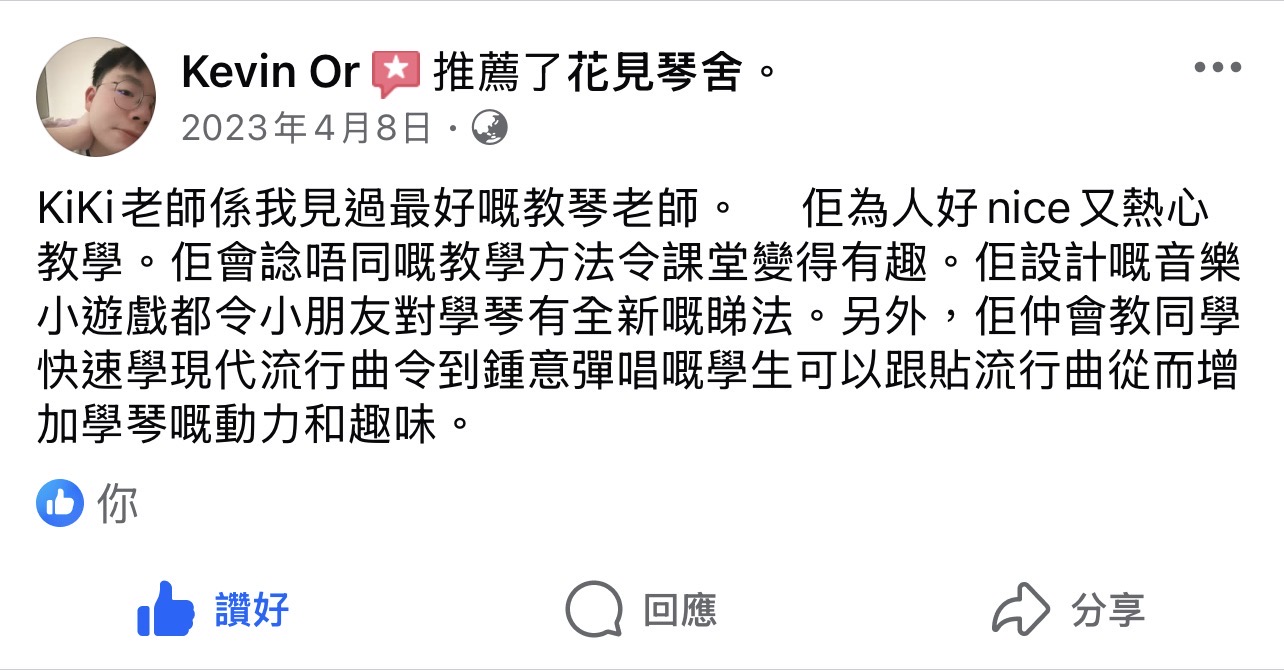 Kevin Or 推薦了花見琴舍。
2023年4月8日 ·
KiKi老師係我見過最好嘅教琴老師。 佢為人好nice又熱心
教學。佢會諗唔同嘅教學方法令課堂變得有趣。佢設計嘅音樂
小遊戲都令小朋友對學琴有全新嘅睇法。另外，佢仲會教同學
快速學現代流行曲令到鍾意彈唱嘅學生可以跟貼流行曲從而增
加學琴嘅動力和趣味。
你
讚好
回應
分享